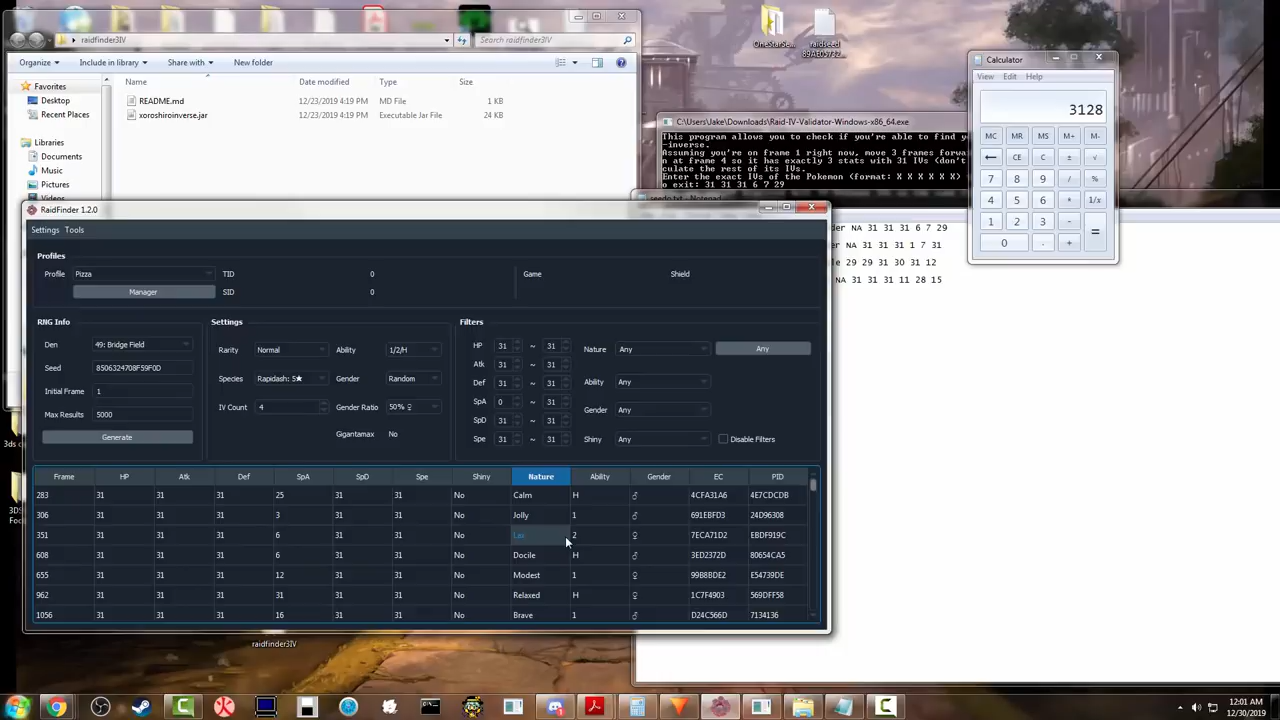 raidfinder3IV
Search raidfinder3IV
Organize
Include in library
Share with
New folder
Name
Date modified
Type
Size
Favorites
Desktop
Recent Places
Libraries
Documents
Music
Pictures
Videos
README.md
12/23/2019 4:19 PM
MD File
1 KB
xoroshiroinverse.jar
12/23/2019 4:19 PM
Executable Jar File
24 KB
OneStarSe...
raidseed
Calculator
View Edit Help
3128
MC MR MS M+ M-
← CE C ± √
7 8 9 / %
4 5 6 * 1/x
1 2 3 - =
0 . +
C:\Users\Jake\Downloads\Raid-IV-Validator-Windows-x86_64.exe
This program allows you to check if you're able to find y
-inverse.
Assuming you're on frame 1 right now, move 3 frames forwa
n at frame 4 so it has exactly 3 stats with 31 IVs (don't
culate the rest of its IVs.
Enter the exact IVs of the Pokemon (format: X X X X X X)
o exit: 31 31 31 6 7 29
seeds.txt - Notepad
der NA 31 31 31 6 7 29
er NA 31 31 31 1 7 31
e 29 29 31 30 31 12
NA 31 31 31 11 28 15
RaidFinder 1.2.0
Settings Tools
Profiles
Profile Pizza TID 0 Game Shield
Manager SID 0
RNG Info
Den 49: Bridge Field
Seed 8506324708F59F0D
Initial Frame 1
Max Results 5000
Generate
Settings
Rarity Normal Ability 1/2/H
Species Rapidash: 5★ Gender Random
IV Count 4 Gender Ratio 50% ♀
Gigantamax No
Filters
HP 31 ~ 31 Nature Any Any
Atk 31 ~ 31
Def 31 ~ 31 Ability Any
SpA 0 ~ 31 Gender Any
SpD 31 ~ 31
Spe 31 ~ 31 Shiny Any Disable Filters
Frame HP Atk Def SpA SpD Spe Shiny Nature Ability Gender EC PID
283 31 31 31 25 31 31 No Calm H ♂ 4CFA31A6 4E7CDCDB
306 31 31 31 3 31 31 No Jolly 1 ♂ 691EBFD3 24D96308
351 31 31 31 6 31 31 No Lax 2 ♀ 7ECA71D2 EBDF919C
608 31 31 31 6 31 31 No Docile H ♂ 3ED2372D 80654CA5
655 31 31 31 12 31 31 No Modest 1 ♀ 99B8BDE2 E54739DE
962 31 31 31 31 31 31 No Relaxed H ♀ 1C7F4903 569DFF58
1056 31 31 31 16 31 31 No Brave 1 ♂ D24C566D 7134136
raidfinder3IV
12:01 AM
12/30/2019